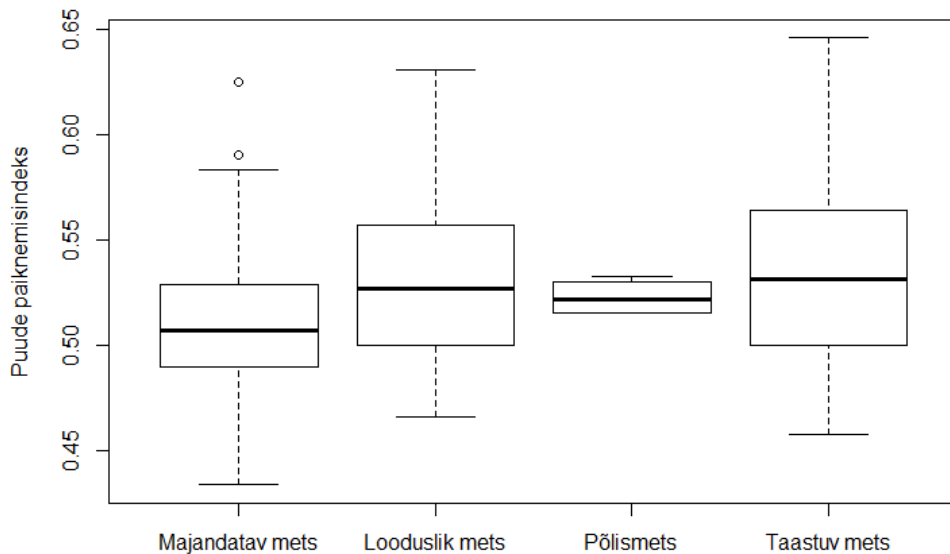 Puude paiknemisindeks
0.65
0.60
0.55
0.50
0.45
Majandatav mets
Looduslik mets
Põlismets
Taastuv mets